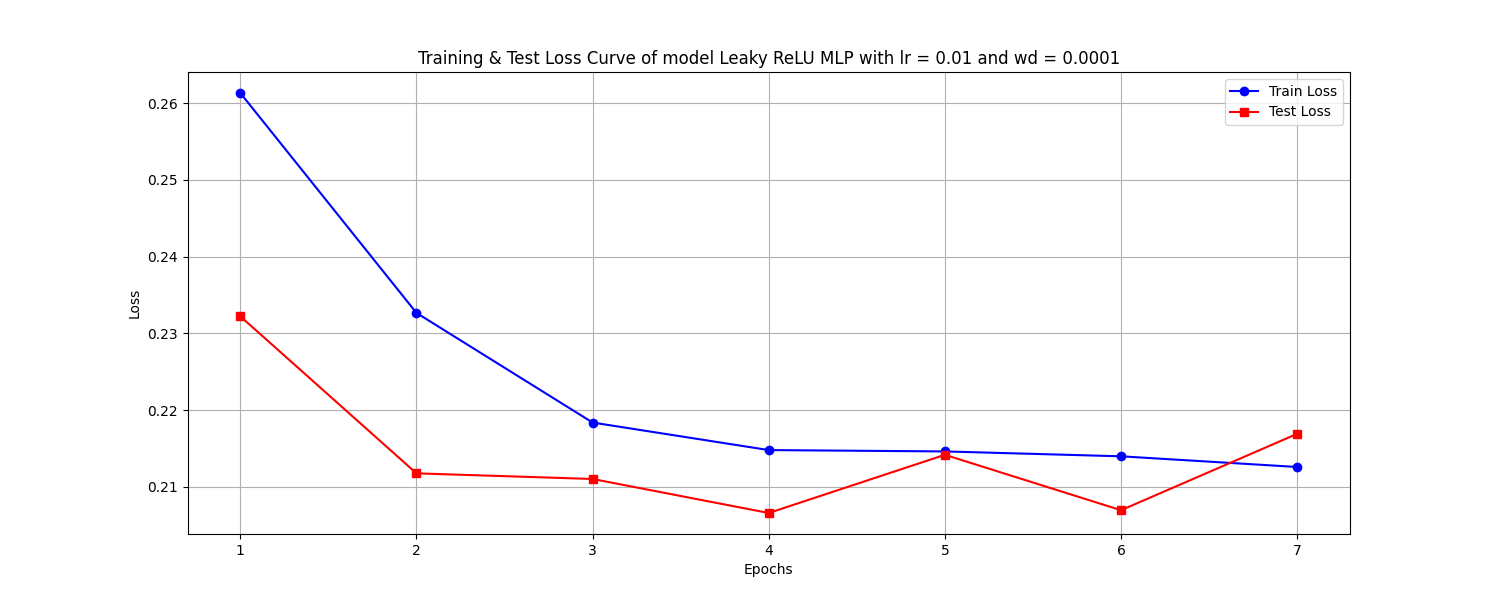 Training & Test Loss Curve of model Leaky ReLU MLP with lr = 0.01 and wd = 0.0001
Train Loss
Test Loss
0.26
0.25
0.24
0.23
0.22
0.21
Loss
1 2 3 4 5 6 7
Epochs